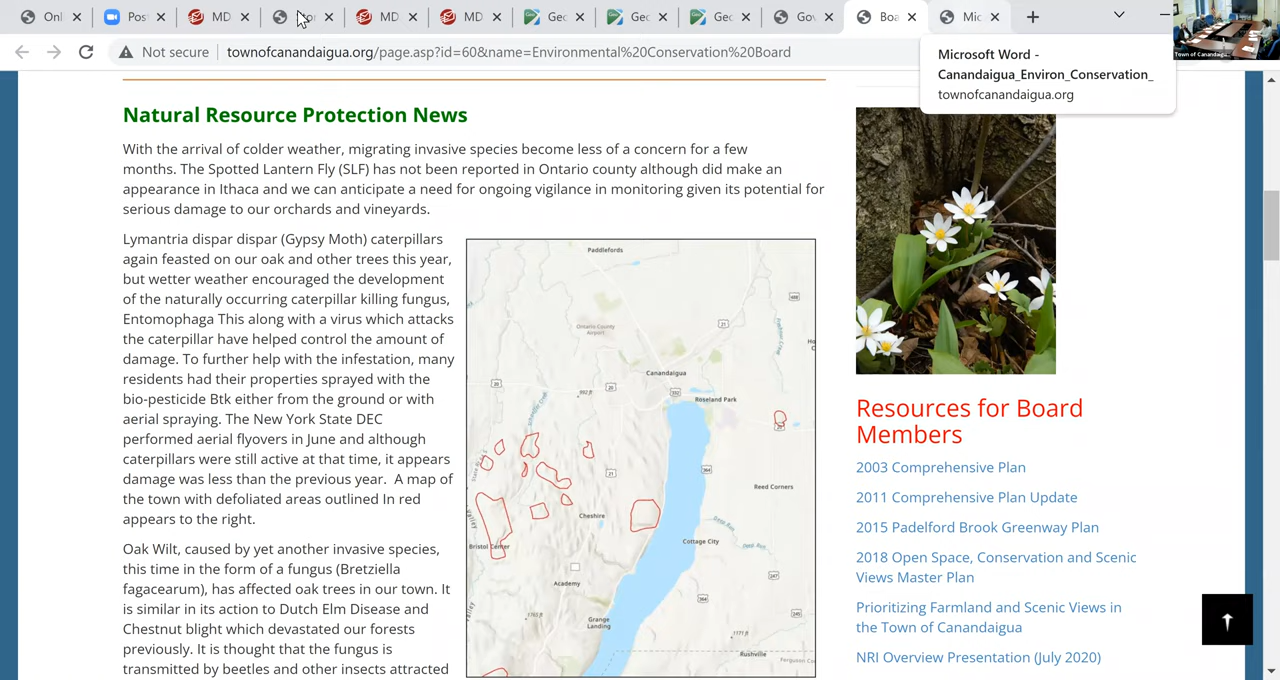 Onl
Post
MD
MD
MD
Geo
Geo
Geo
Gov
Boa
Mic
Not secure
townofcanandaigua.org/page.asp?id=60&name=Environmental%20Conservation%20Board
Microsoft Word -
Canandaigua_Environ_Conservation_
townofcanandaigua.org
Natural Resource Protection News
With the arrival of colder weather, migrating invasive species become less of a concern for a few
months. The Spotted Lantern Fly (SLF) has not been reported in Ontario county although did make an
appearance in Ithaca and we can anticipate a need for ongoing vigilance in monitoring given its potential for
serious damage to our orchards and vineyards.
Lymantria dispar dispar (Gypsy Moth) caterpillars
again feasted on our oak and other trees this year,
but wetter weather encouraged the development
of the naturally occurring caterpillar killing fungus,
Entomophaga This along with a virus which attacks
the caterpillar have helped control the amount of
damage. To further help with the infestation, many
residents had their properties sprayed with the
bio-pesticide Btk either from the ground or with
aerial spraying. The New York State DEC
performed aerial flyovers in June and although
caterpillars were still active at that time, it appears
damage was less than the previous year. A map of
the town with defoliated areas outlined In red
appears to the right.
Oak Wilt, caused by yet another invasive species,
this time in the form of a fungus (Bretziella
fagacearum), has affected oak trees in our town. It
is similar in its action to Dutch Elm Disease and
Chestnut blight which devastated our forests
previously. It is thought that the fungus is
transmitted by beetles and other insects attracted
Paddlefords
Ontario County
Airport
Canandaigua
Roseland Park
Reed Corners
Cheshire
Bristol Center
Cottage City
Academy
Grange
Landing
Rushville
Resources for Board
Members
2003 Comprehensive Plan
2011 Comprehensive Plan Update
2015 Padelford Brook Greenway Plan
2018 Open Space, Conservation and Scenic
Views Master Plan
Prioritizing Farmland and Scenic Views in
the Town of Canandaigua
NRI Overview Presentation (July 2020)